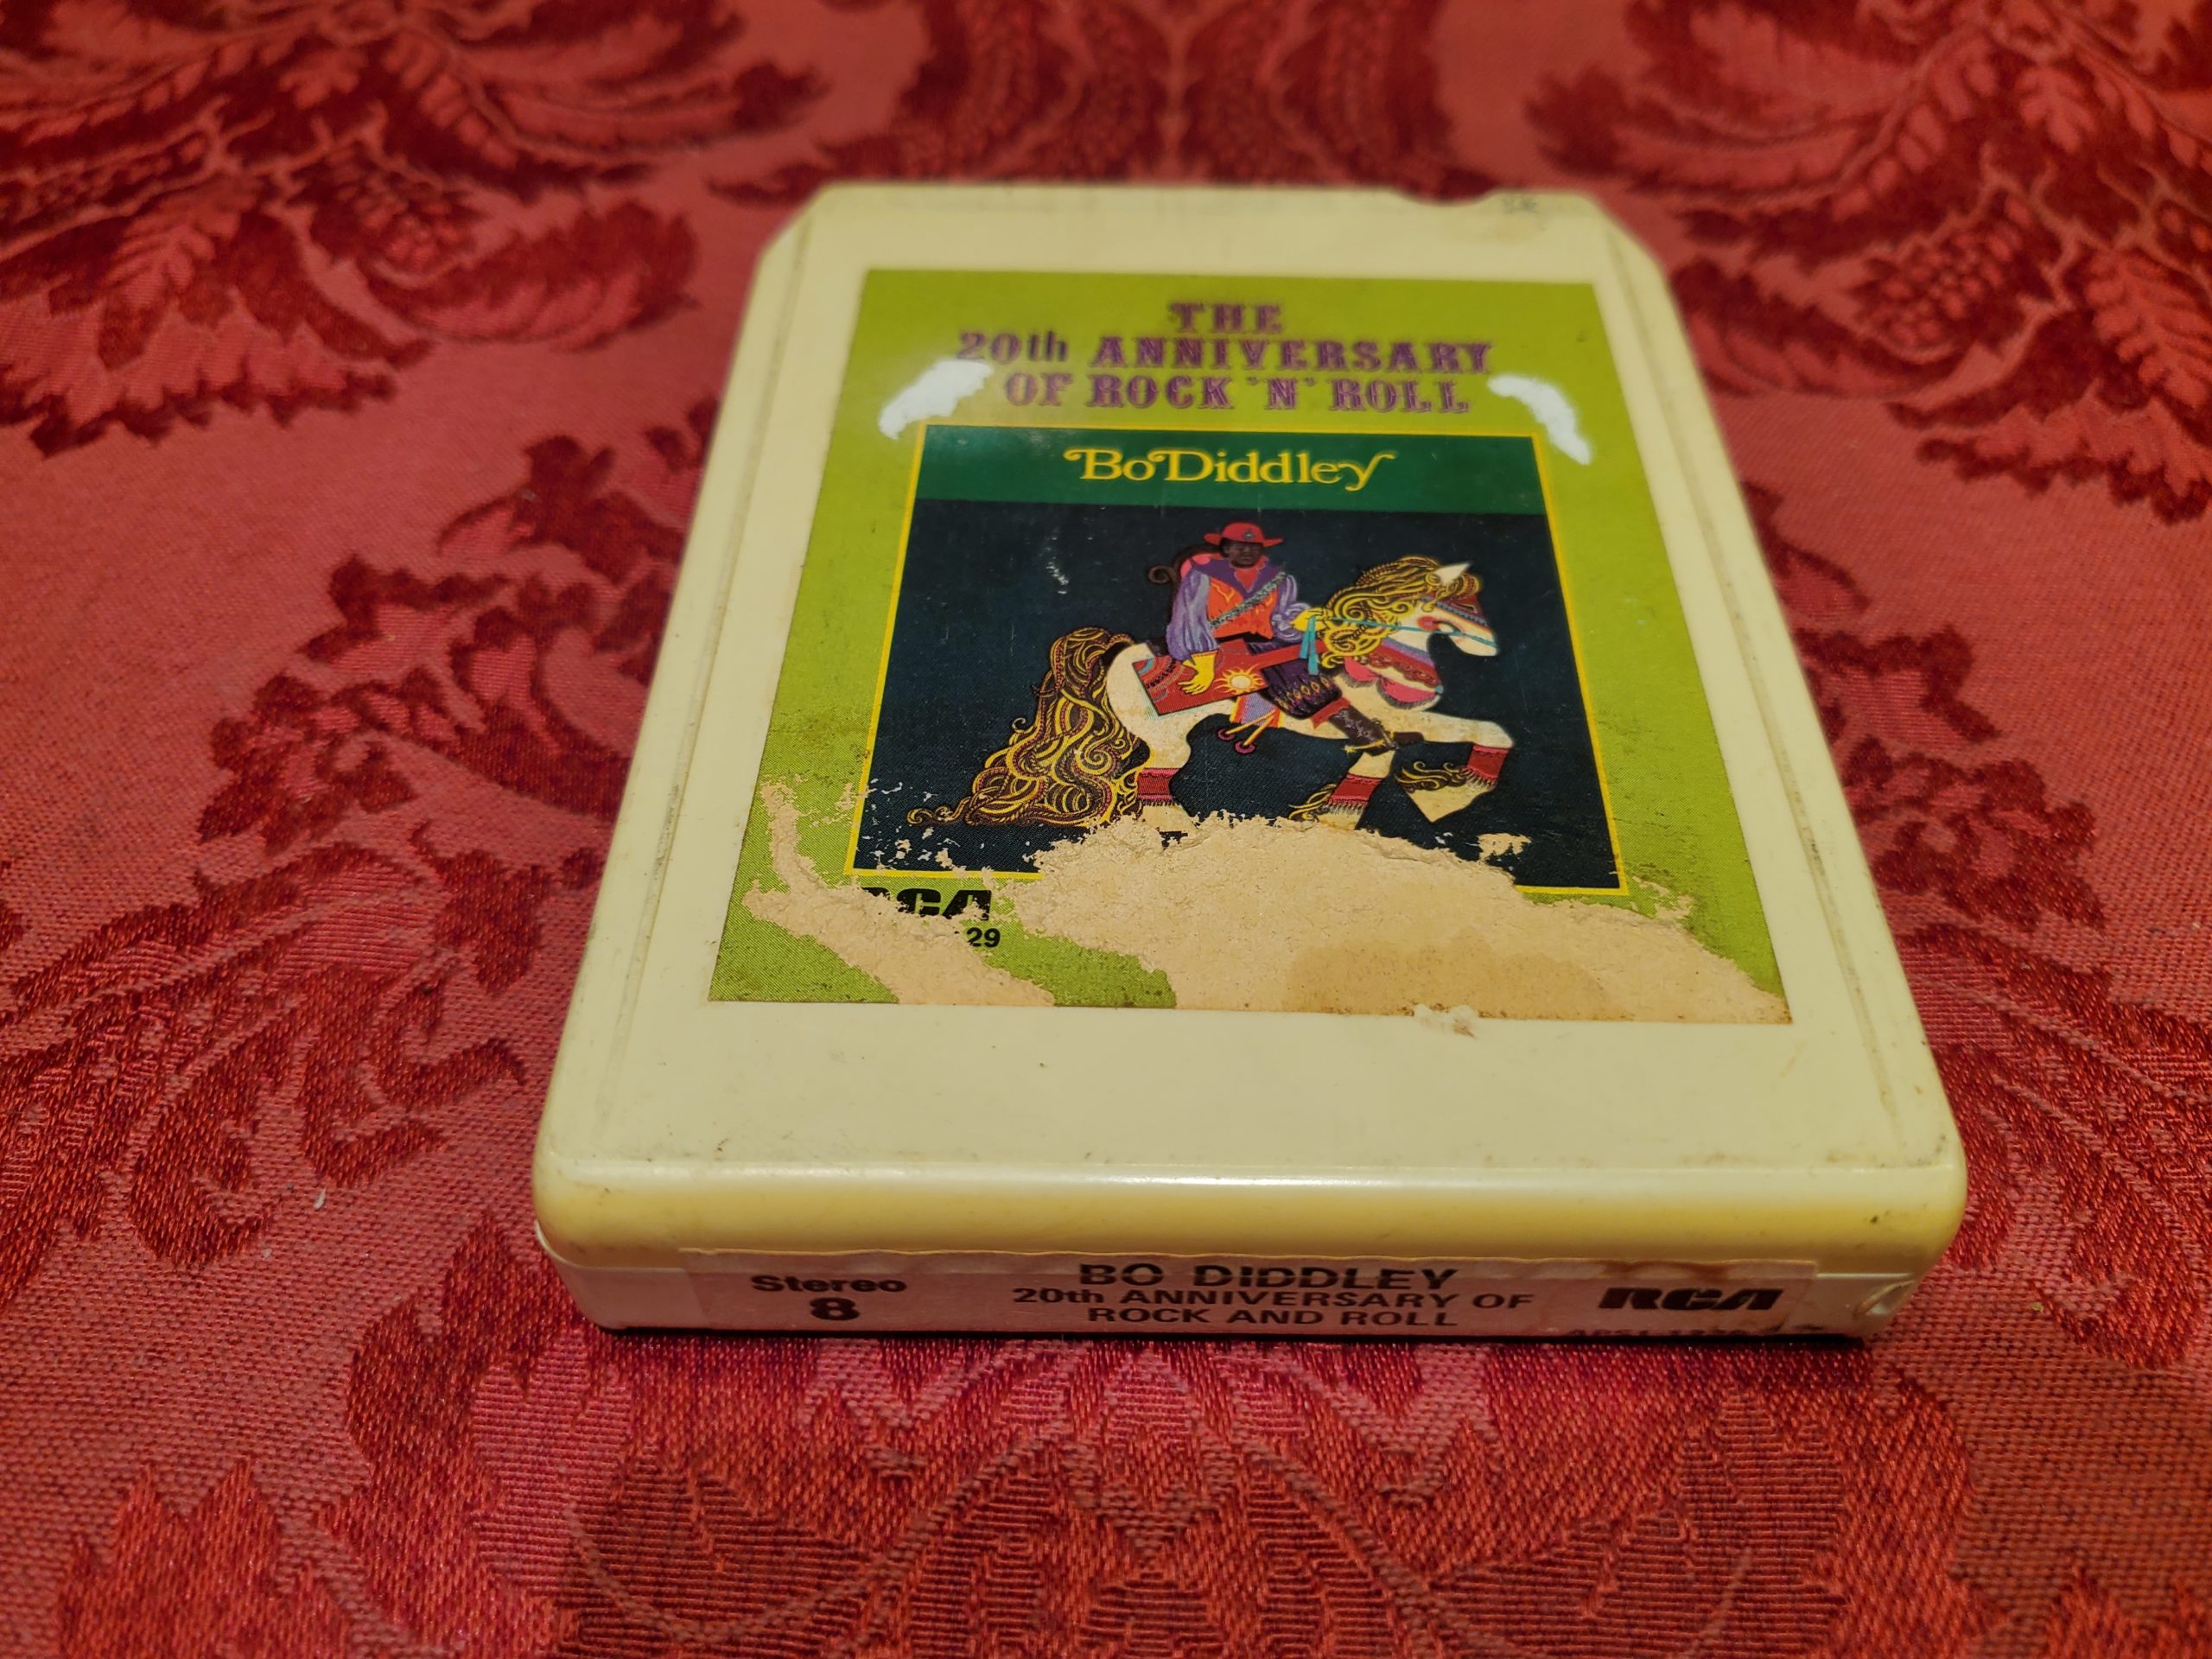 THE
20th ANNIVERSARY
OF ROCK 'N' ROLL
Bo Diddley
RCA
29
Stereo
8
BO DIDDLEY
20th ANNIVERSARY OF
ROCK AND ROLL
RCA